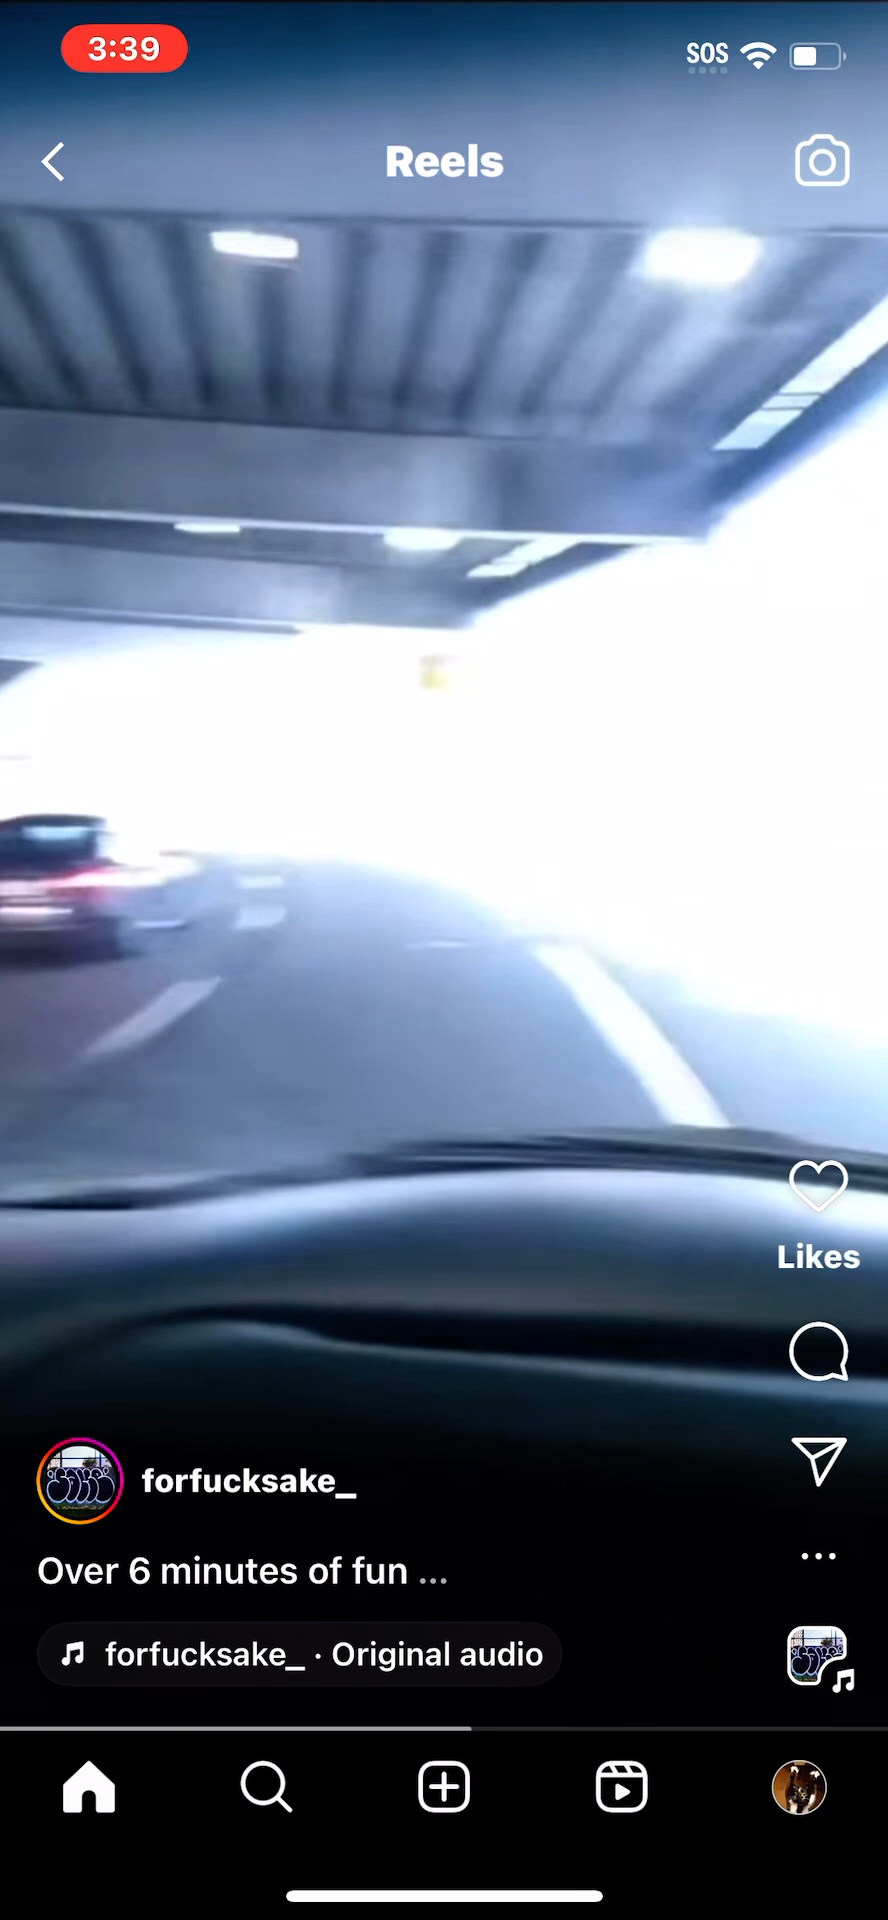 3:39
SOS
Reels
Likes
forfucksake_
Over 6 minutes of fun ...
forfucksake_ · Original audio